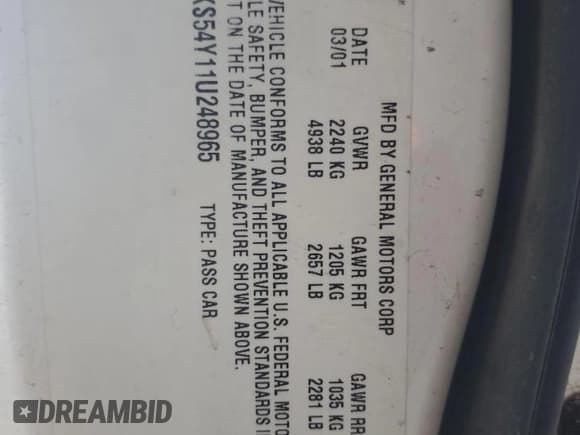 MFD BY GENERAL MOTORS CORP
DATE GVWR GAWR FRT GAWR RR
03/01 2240 KG 1205 KG 1035 KG
4938 LB 2657 LB 2281 LB
VEHICLE CONFORMS TO ALL APPLICABLE U.S. FEDERAL MOTO
LE SAFETY, BUMPER, AND THEFT PREVENTION STANDARDS I
T ON THE DATE OF MANUFACTURE SHOWN ABOVE.
KS54Y11U248965 TYPE: PASS CAR
DREAMBID